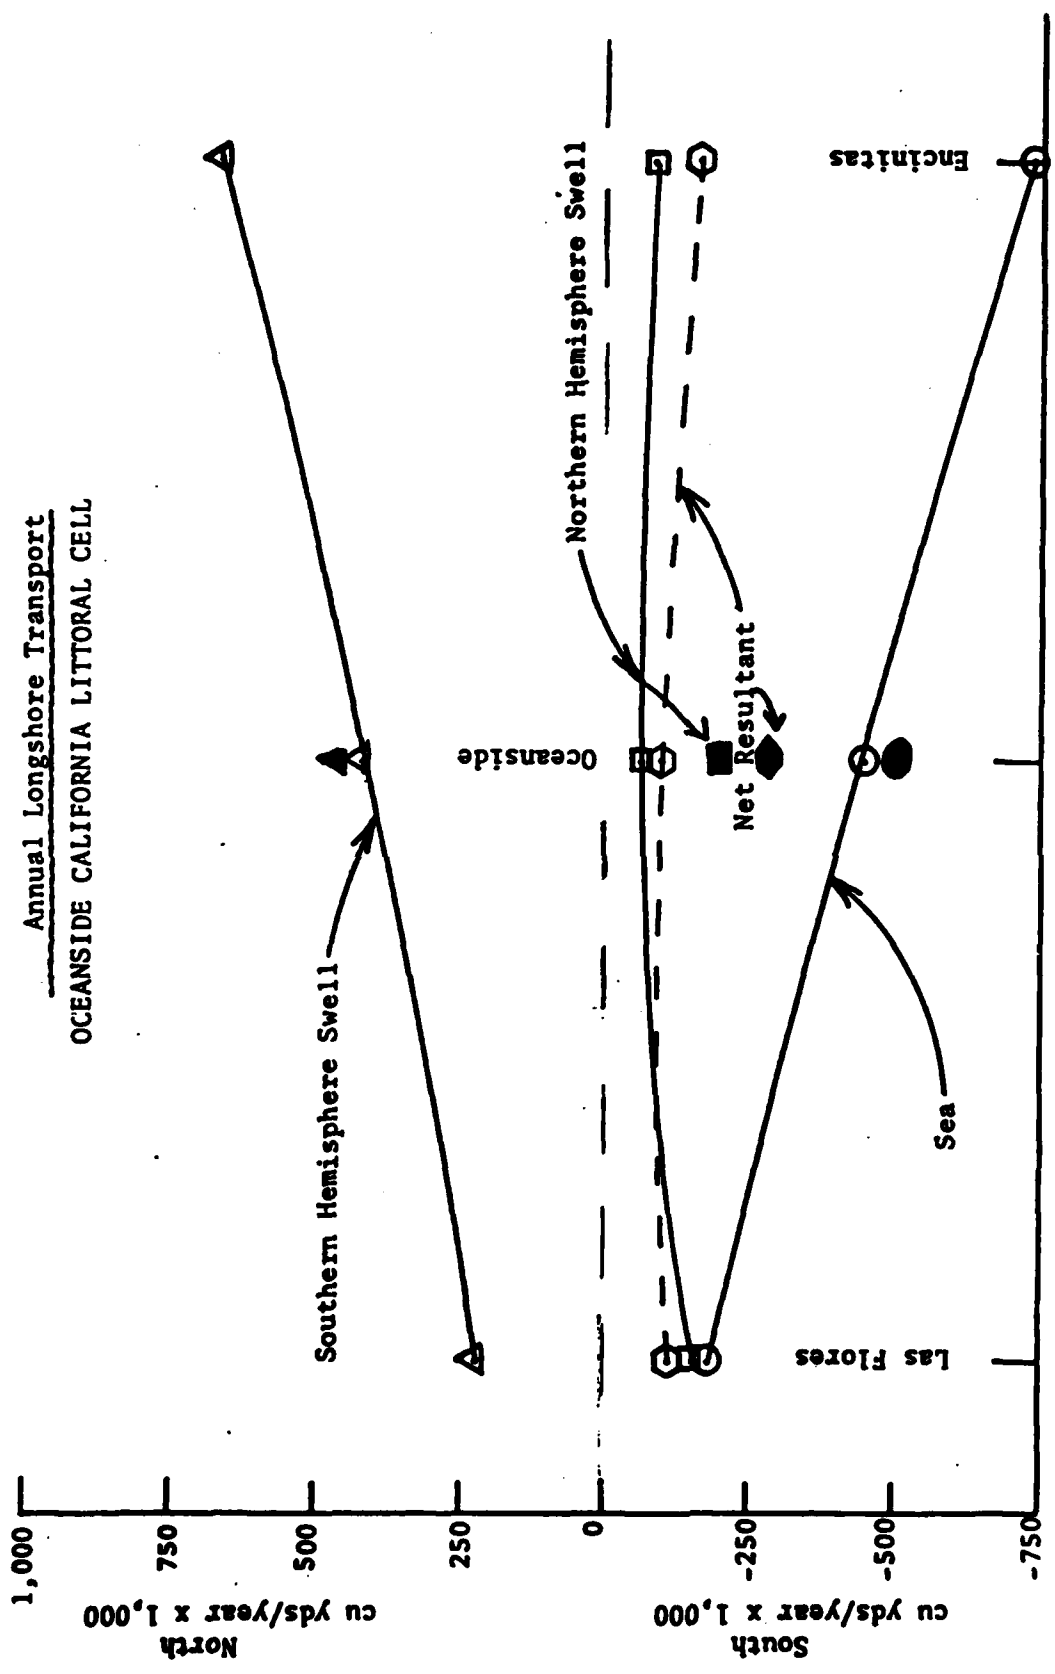 Annual Longshore Transport
OCEANSIDE CALIFORNIA LITTORAL CELL
1,000
750
500
250
0
-250
-500
-750
North
cu yds/year x 1,000
South
cu yds/year x 1,000
Southern Hemisphere Swell
Northern Hemisphere Swell
Net Resultant
Sea
Las Flores
Oceanside
Encinitas